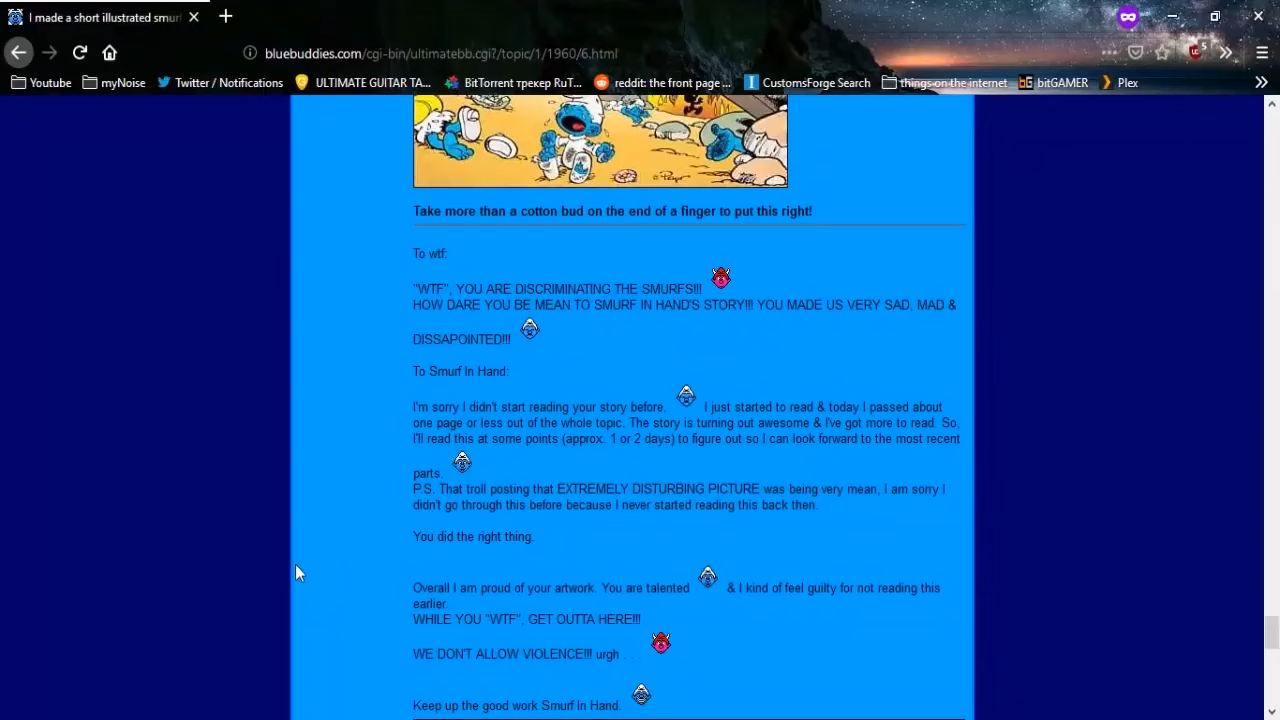 I made a short illustrated smurf
bluebuddies.com/cgi-bin/ultimatebb.cgi?/topic/1/1960/6.html
5
Youtube
myNoise
Twitter / Notifications
ULTIMATE GUITAR TA...
BitTorrent трекер RuT...
reddit: the front page ...
CustomsForge Search
things on the internet
bitGAMER
Plex
Peyo
Take more than a cotton bud on the end of a finger to put this right!
To wtf:
"WTF", YOU ARE DISCRIMINATING THE SMURFS!!!
HOW DARE YOU BE MEAN TO SMURF IN HAND'S STORY!!! YOU MADE US VERY SAD, MAD &
DISSAPOINTED!!!
To Smurf In Hand:
I'm sorry I didn't start reading your story before, I just started to read & today I passed about
one page or less out of the whole topic. The story is turning out awesome & I've got more to read. So,
I'll read this at some points (approx. 1 or 2 days) to figure out so I can look forward to the most recent
parts.
P.S. That troll posting that EXTREMELY DISTURBING PICTURE was being very mean, I am sorry I
didn't go through this before because I never started reading this back then.
You did the right thing.
Overall I am proud of your artwork. You are talented & I kind of feel guilty for not reading this
earlier.
WHILE YOU "WTF", GET OUTTA HERE!!!
WE DON'T ALLOW VIOLENCE!!! urgh . . .
Keep up the good work Smurf In Hand.